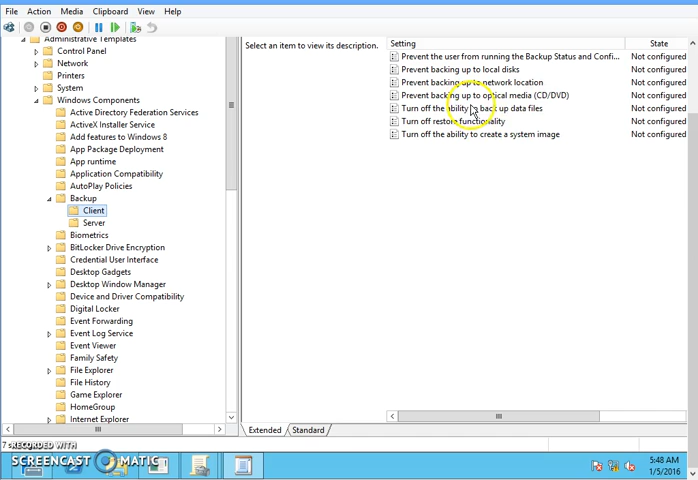 File Action Media Clipboard View Help
Administrative Templates
Control Panel
Network
Printers
System
Windows Components
Active Directory Federation Services
ActiveX Installer Service
Add features to Windows 8
App Package Deployment
App runtime
Application Compatibility
AutoPlay Policies
Backup
Client
Server
Biometrics
BitLocker Drive Encryption
Credential User Interface
Desktop Gadgets
Desktop Window Manager
Device and Driver Compatibility
Digital Locker
Event Forwarding
Event Log Service
Event Viewer
Family Safety
File Explorer
File History
Game Explorer
HomeGroup
Internet Explorer
Select an item to view its description.
Setting State
Prevent the user from running the Backup Status and Confi... Not configured
Prevent backing up to local disks Not configured
Prevent backing up to network location Not configured
Prevent backing up to optical media (CD/DVD) Not configured
Turn off the ability to back up data files Not configured
Turn off restore functionality Not configured
Turn off the ability to create a system image Not configured
Extended Standard
7
RECORDED WITH
SCREENCAST MATIC
5:48 AM
1/5/2016